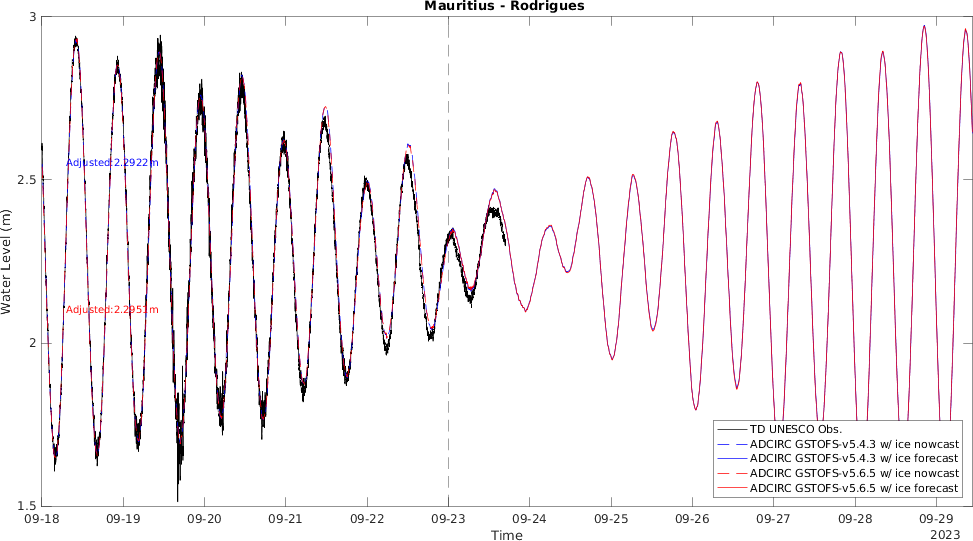 Mauritius - Rodrigues
3
2.5
2
1.5
Water Level (m)
Adjusted:2.2922m
Adjusted:2.2953m
TD UNESCO Obs.
ADCIRC GSTOFS-v5.4.3 w/ ice nowcast
ADCIRC GSTOFS-v5.4.3 w/ ice forecast
ADCIRC GSTOFS-v5.6.5 w/ ice nowcast
ADCIRC GSTOFS-v5.6.5 w/ ice forecast
09-18 09-19 09-20 09-21 09-22 09-23 09-24 09-25 09-26 09-27 09-28 09-29
Time
2023